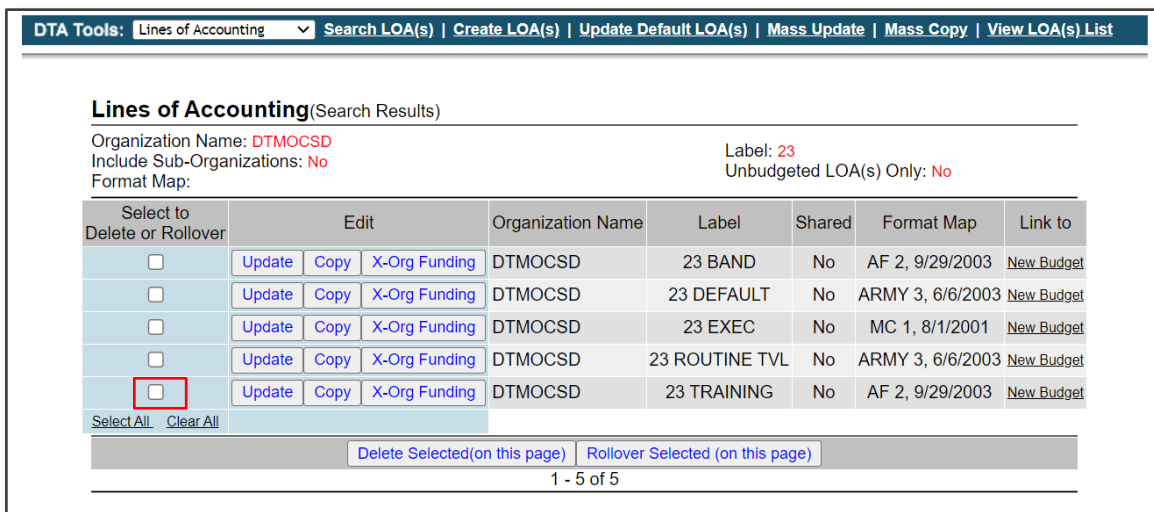 DTA Tools: Lines of Accounting Search LOA(s) | Create LOA(s) | Update Default LOA(s) | Mass Update | Mass Copy | View LOA(s) List
Lines of Accounting(Search Results)
Organization Name: DTMOCSD
Include Sub-Organizations: No
Format Map:
Label: 23
Unbudgeted LOA(s) Only: No
Select to Delete or Rollover Edit Organization Name Label Shared Format Map Link to
Update Copy X-Org Funding DTMOCSD 23 BAND No AF 2, 9/29/2003 New Budget
Update Copy X-Org Funding DTMOCSD 23 DEFAULT No ARMY 3, 6/6/2003 New Budget
Update Copy X-Org Funding DTMOCSD 23 EXEC No MC 1, 8/1/2001 New Budget
Update Copy X-Org Funding DTMOCSD 23 ROUTINE TVL No ARMY 3, 6/6/2003 New Budget
Update Copy X-Org Funding DTMOCSD 23 TRAINING No AF 2, 9/29/2003 New Budget
Select All Clear All
Delete Selected(on this page) Rollover Selected (on this page)
1 - 5 of 5